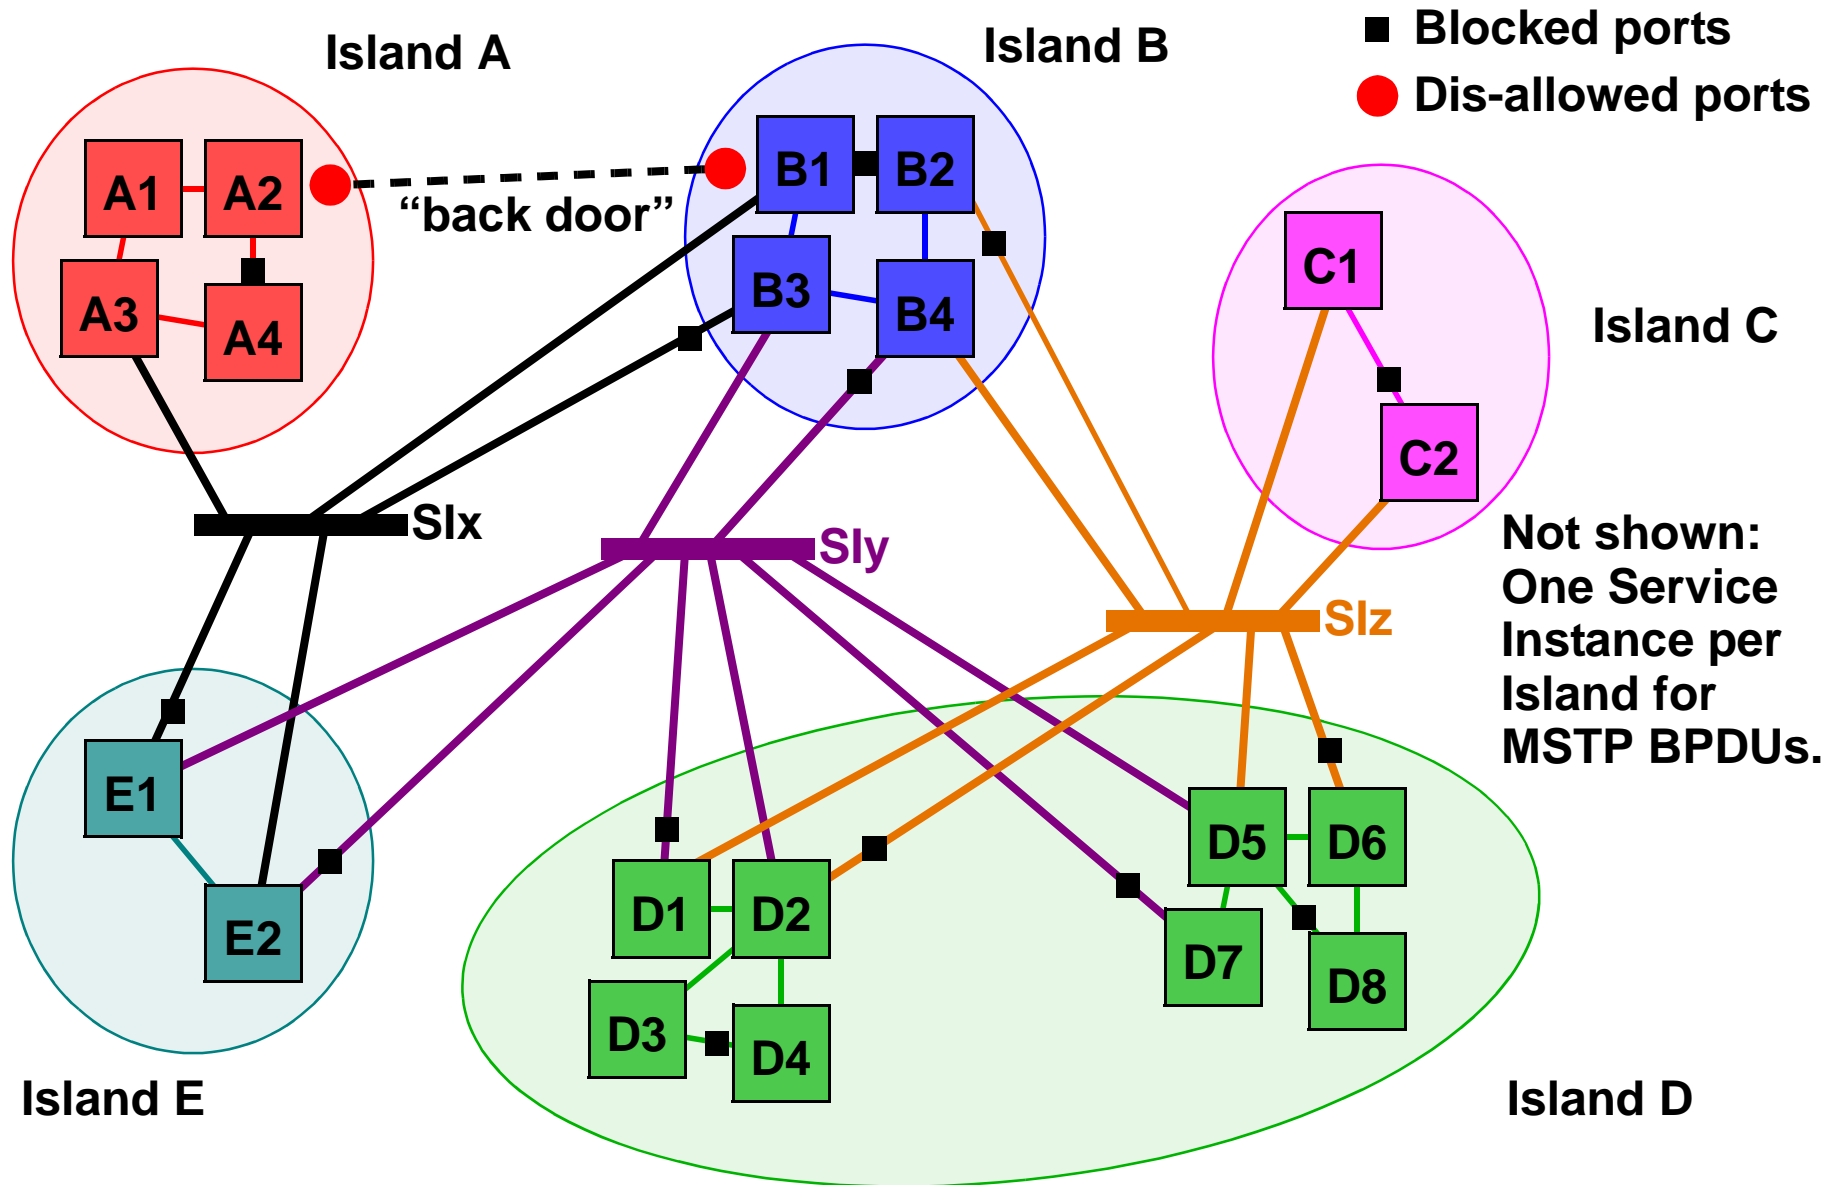 Island A
Island B
Blocked ports
Dis-allowed ports
A1
A2
B1
B2
“back door”
C1
A3
A4
B3
B4
Island C
C2
SIx
SIy
SIz
Not shown:
One Service
Instance per
Island for
MSTP BPDUs.
E1
E2
D1
D2
D5
D6
D3
D4
D7
D8
Island E
Island D